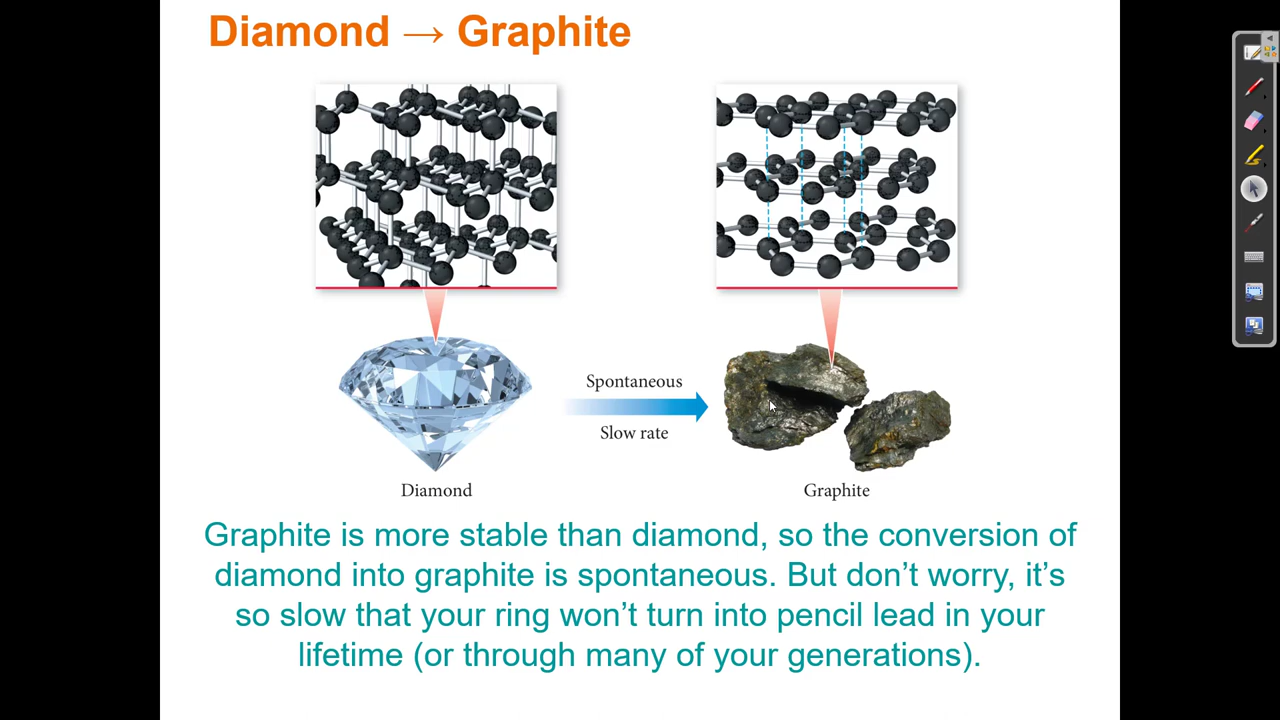 Diamond → Graphite
Spontaneous
Slow rate
Diamond
Graphite
Graphite is more stable than diamond, so the conversion of
diamond into graphite is spontaneous. But don’t worry, it’s
so slow that your ring won’t turn into pencil lead in your
lifetime (or through many of your generations).